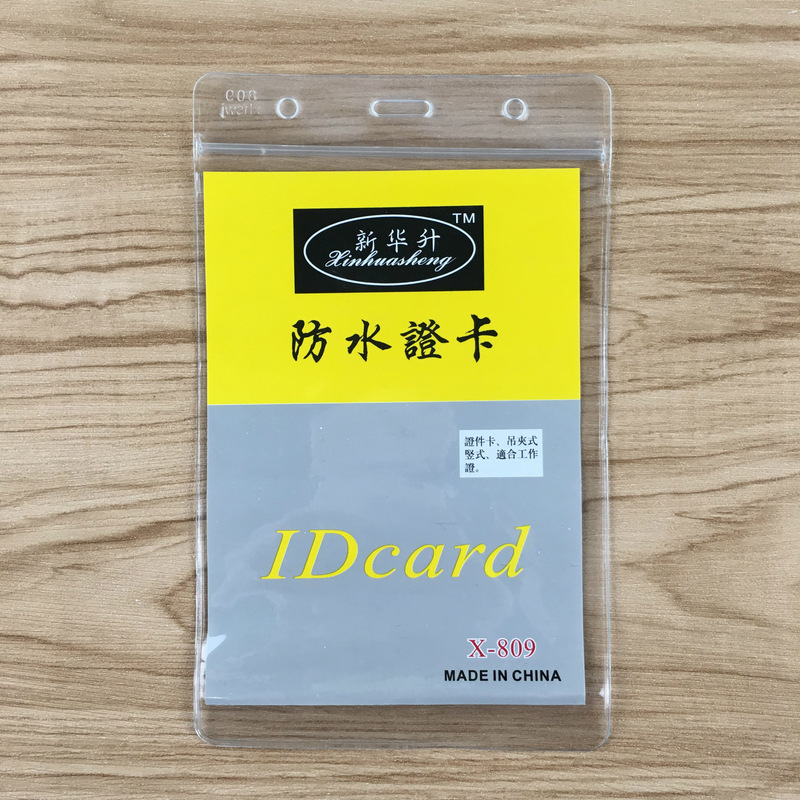 809
新华升
TM
Xinhuasheng
防水證卡
證件卡、吊夾式
竪式、適合工作
證。
IDcard
X-809
MADE IN CHINA